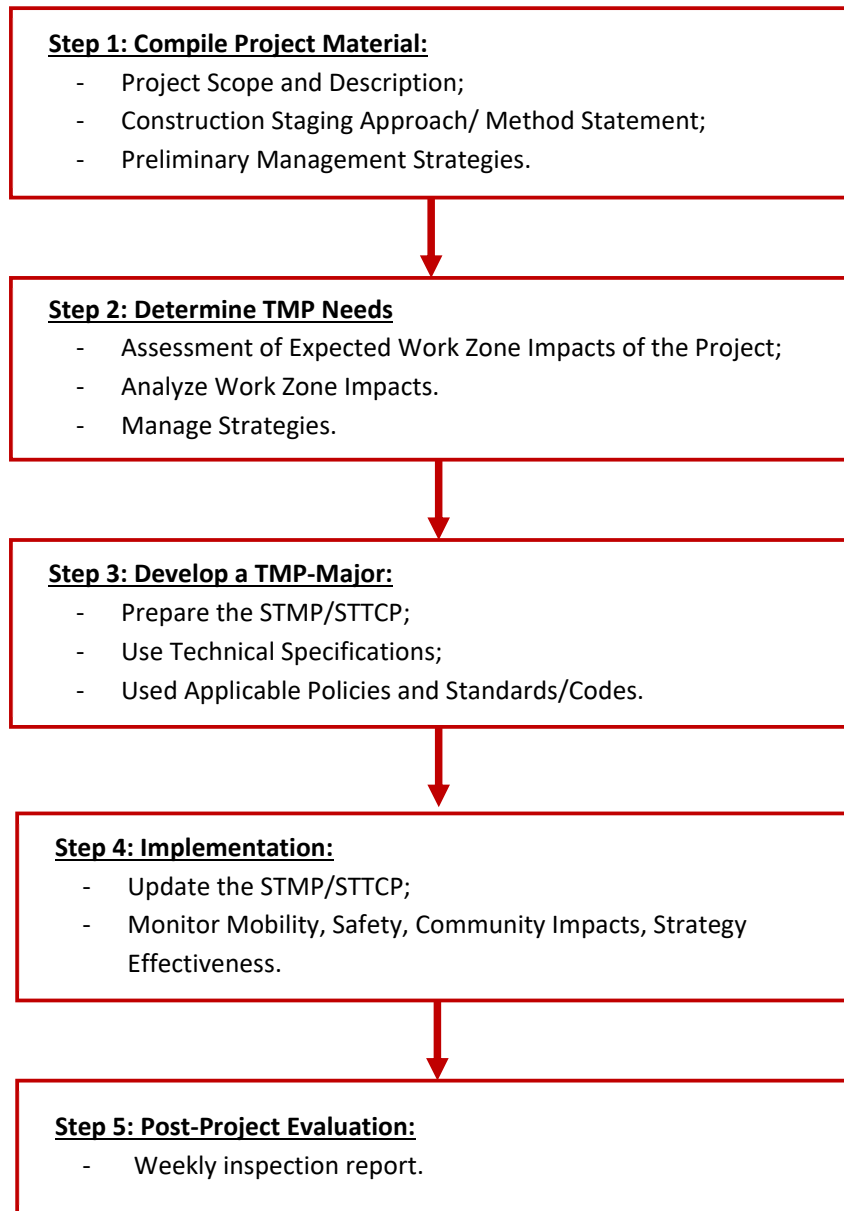 Step 1: Compile Project Material:
- Project Scope and Description;
- Construction Staging Approach/ Method Statement;
- Preliminary Management Strategies.
Step 2: Determine TMP Needs
- Assessment of Expected Work Zone Impacts of the Project;
- Analyze Work Zone Impacts.
- Manage Strategies.
Step 3: Develop a TMP-Major:
- Prepare the STMP/STTCP;
- Use Technical Specifications;
- Used Applicable Policies and Standards/Codes.
Step 4: Implementation:
- Update the STMP/STTCP;
- Monitor Mobility, Safety, Community Impacts, Strategy
Effectiveness.
Step 5: Post-Project Evaluation:
- Weekly inspection report.